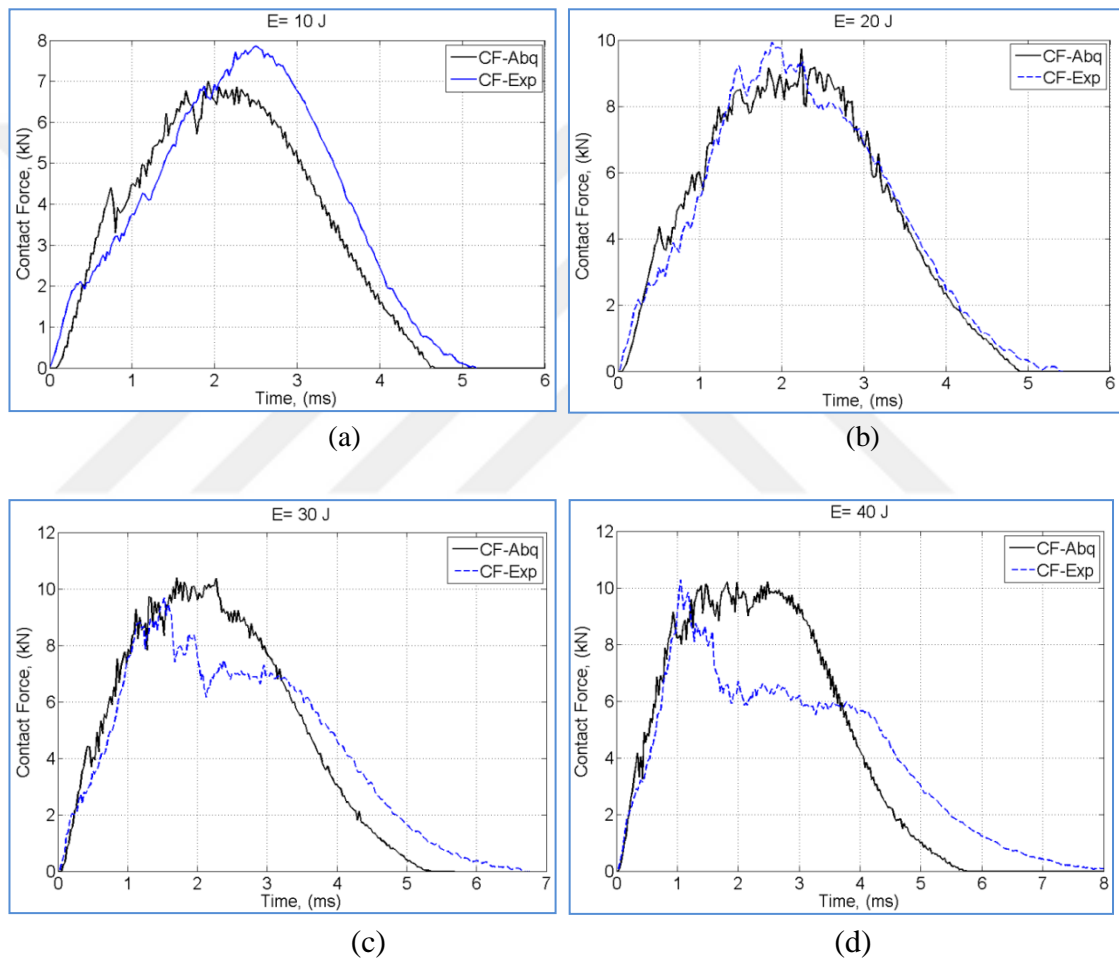 E= 10 J
CF-Abq
CF-Exp
8
7
6
5
4
3
2
1
0
Contact Force, (kN)
0 1 2 3 4 5 6
Time, (ms)
(a)
E= 20 J
CF-Abq
CF-Exp
10
8
6
4
2
0
Contact Force, (kN)
0 1 2 3 4 5 6
Time, (ms)
(b)
E= 30 J
CF-Abq
CF-Exp
12
10
8
6
4
2
0
Contact Force, (kN)
0 1 2 3 4 5 6 7
Time, (ms)
(c)
E= 40 J
CF-Abq
CF-Exp
12
10
8
6
4
2
0
Contact Force, (kN)
0 1 2 3 4 5 6 7 8
Time, (ms)
(d)